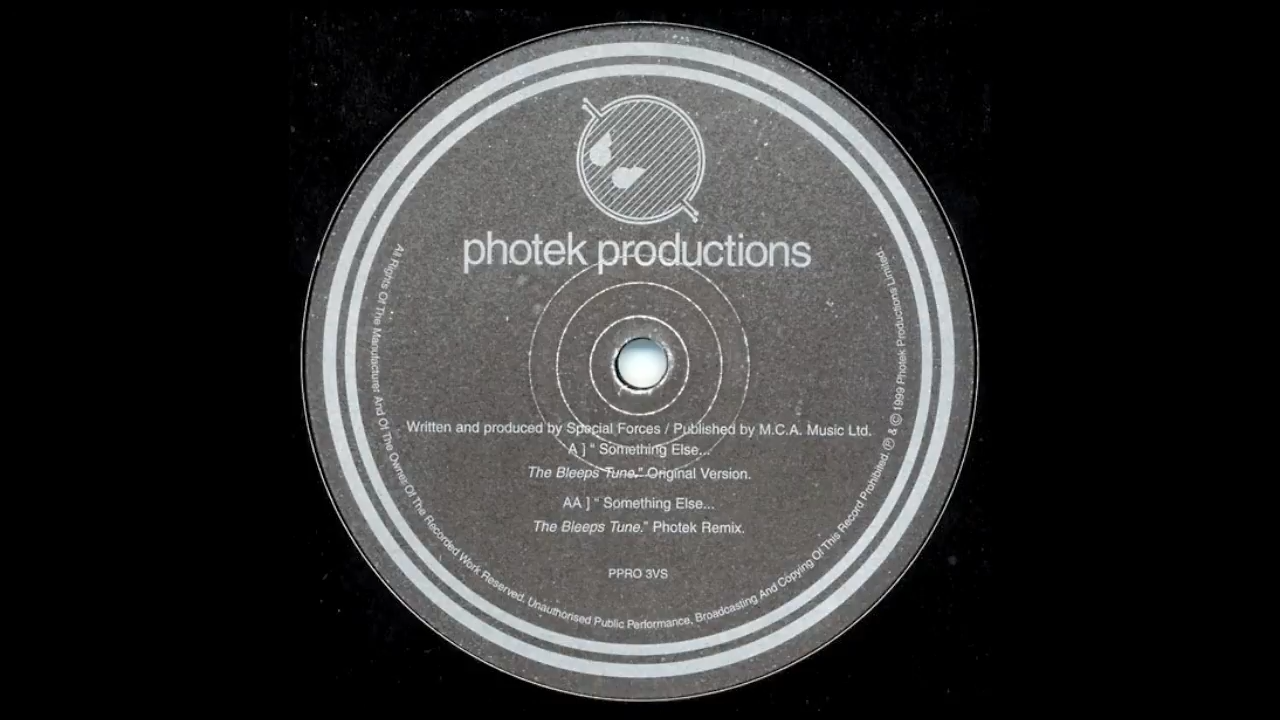 photek productions
Written and produced by Special Forces / Published by M.C.A. Music Ltd.
A ] " Something Else...
The Bleeps Tune." Original Version.
AA ] " Something Else...
The Bleeps Tune." Photek Remix.
PPRO 3VS
All Rights Of The Manufacturer And Of The Owner Of The Recorded Work Reserved. Unauthorised Public Performance, Broadcasting And Copying Of This Record Prohibited. Ⓟ & © 1999 Photek Productions Limited.